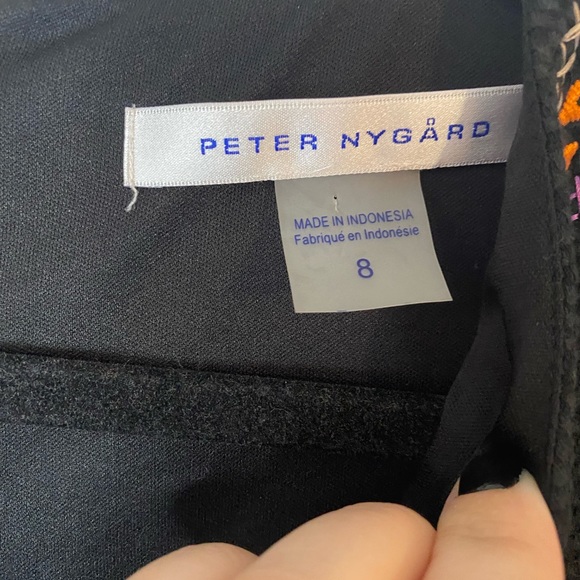 PETER NYGÅRD
MADE IN INDONESIA
Fabriqué en Indonésie
8